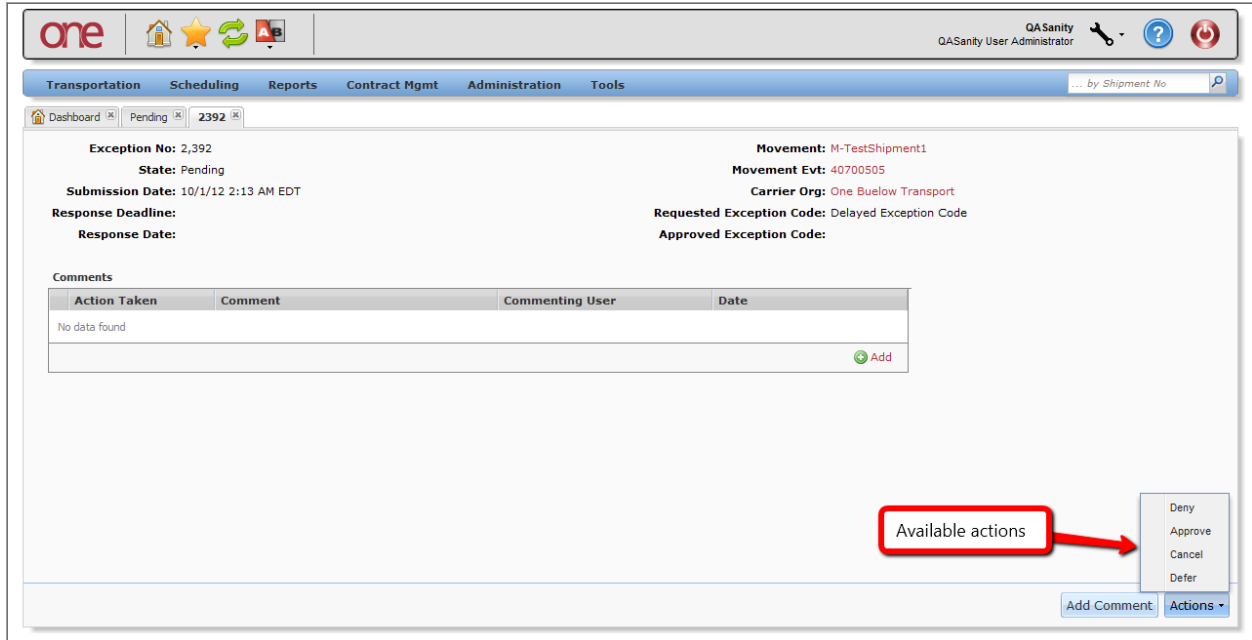 one
AB
QASanity
QASanity User Administrator
?
Transportation Scheduling Reports Contract Mgmt Administration Tools
... by Shipment No
Dashboard Pending 2392
Exception No: 2,392 Movement: M-TestShipment1
State: Pending Movement Evt: 40700505
Submission Date: 10/1/12 2:13 AM EDT Carrier Org: One Buelow Transport
Response Deadline: Requested Exception Code: Delayed Exception Code
Response Date: Approved Exception Code:
Comments
Action Taken Comment Commenting User Date
No data found
Add
Available actions
Deny
Approve
Cancel
Defer
Add Comment Actions